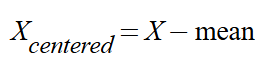 X_centered = X − mean